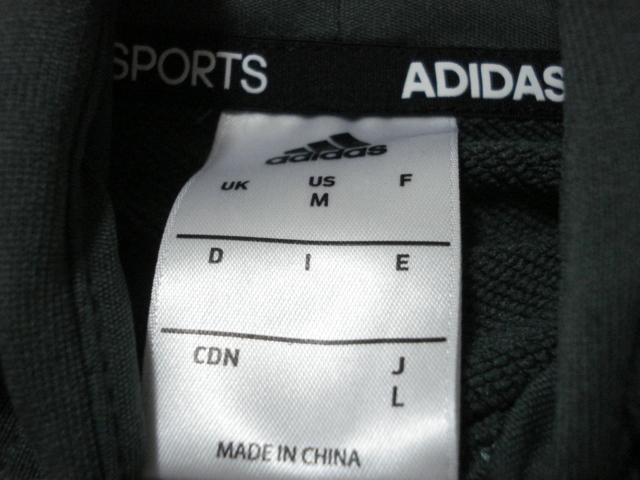 SPORTS ADIDAS
adidas
UK US F
M
D I E
CDN J
L
MADE IN CHINA